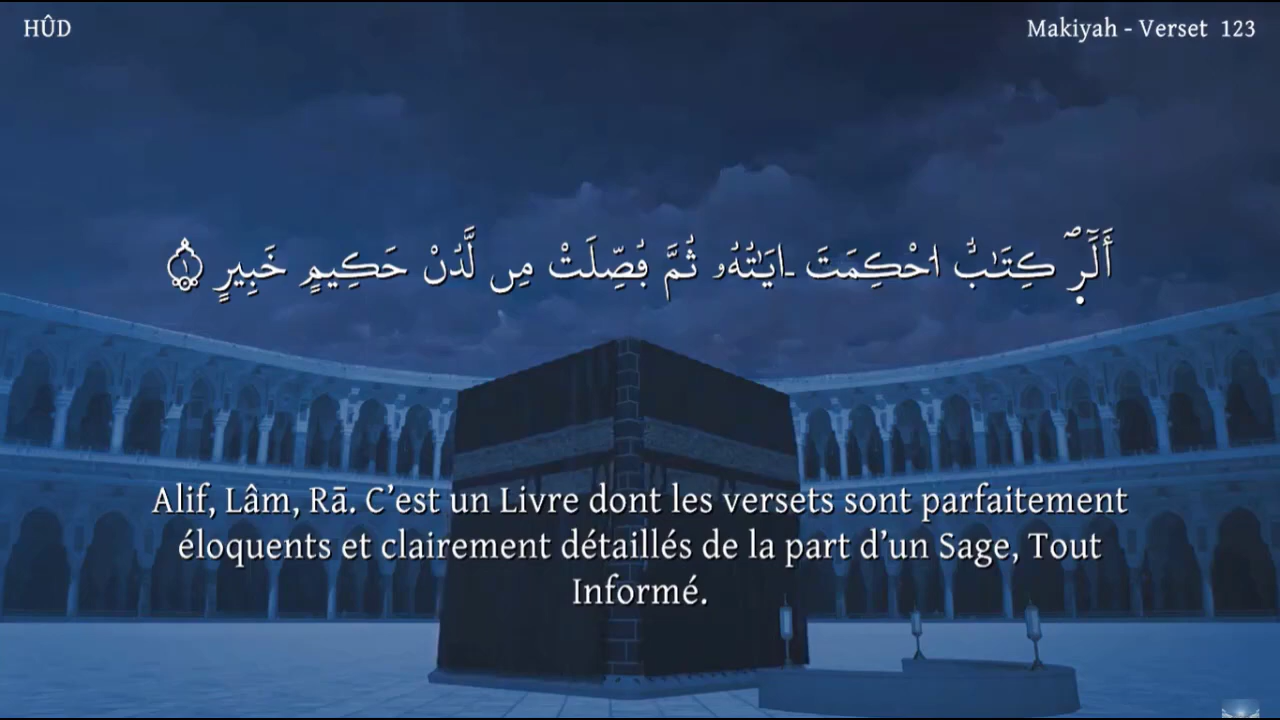 HÛD
Makiyah - Verset 123
أَلَٓرۖ كِتَٰبٌ ا۟حْكِمَتَ اٰيَٰتُهُۥ ثُمَّ فُصِّلَتْ مِن لَّدُنْ حَكِيمٍ خَبِيرٍ ١
Alif, Lâm, Rā. C’est un Livre dont les versets sont parfaitement
éloquents et clairement détaillés de la part d’un Sage, Tout
Informé.